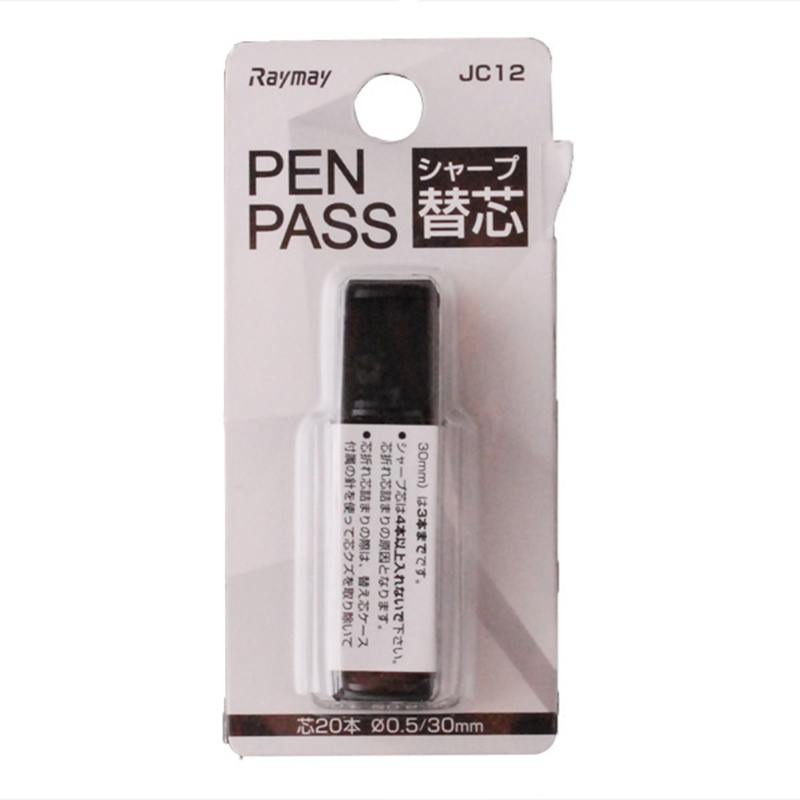 Raymay
JC12
PEN
PASS
シャープ
替芯
30mm）は3本までです。
●シャープ芯は4本以上入れないで下さい。
芯折れ芯詰まりの原因となります。
●芯折れ芯詰まりの際は、替え芯ケース
付属の針を使って芯クズを取り除いて
芯20本 Ø0.5/30mm